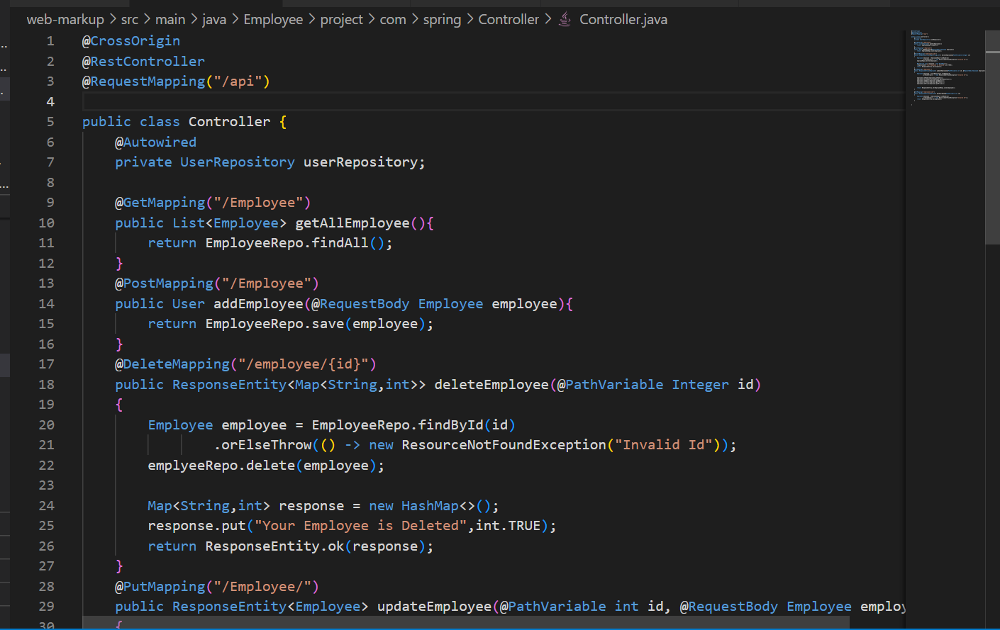 web-markup > src > main > java > Employee > project > com > spring > Controller > Controller.java
1 @CrossOrigin
2 @RestController
3 @RequestMapping("/api")
4
5 public class Controller {
6     @Autowired
7     private UserRepository userRepository;
8
9     @GetMapping("/Employee")
10     public List<Employee> getAllEmployee(){
11         return EmployeeRepo.findAll();
12     }
13     @PostMapping("/Employee")
14     public User addEmployee(@RequestBody Employee employee){
15         return EmployeeRepo.save(employee);
16     }
17     @DeleteMapping("/employee/{id}")
18     public ResponseEntity<Map<String,int>> deleteEmployee(@PathVariable Integer id)
19     {
20         Employee employee = EmployeeRepo.findById(id)
21                 .orElseThrow(() -> new ResourceNotFoundException("Invalid Id"));
22         emplyeeRepo.delete(employee);
23
24         Map<String,int> response = new HashMap<>();
25         response.put("Your Employee is Deleted",int.TRUE);
26         return ResponseEntity.ok(response);
27     }
28     @PutMapping("/Employee/")
29     public ResponseEntity<Employee> updateEmployee(@PathVariable int id, @RequestBody Employee employ
30     {